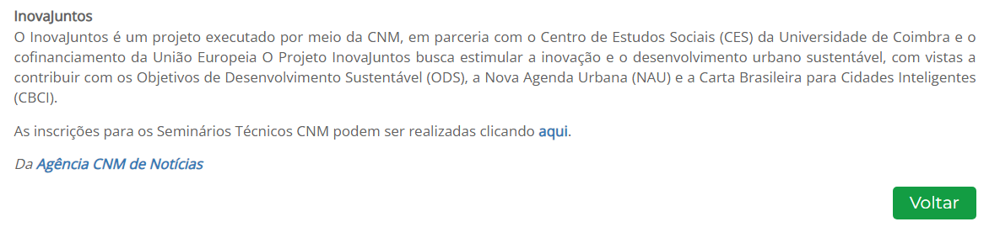 InovaJuntos
O InovaJuntos é um projeto executado por meio da CNM, em parceria com o Centro de Estudos Sociais (CES) da Universidade de Coimbra e o
cofinanciamento da União Europeia O Projeto InovaJuntos busca estimular a inovação e o desenvolvimento urbano sustentável, com vistas a
contribuir com os Objetivos de Desenvolvimento Sustentável (ODS), a Nova Agenda Urbana (NAU) e a Carta Brasileira para Cidades Inteligentes
(CBCI).
As inscrições para os Seminários Técnicos CNM podem ser realizadas clicando aqui.
Da Agência CNM de Notícias
Voltar